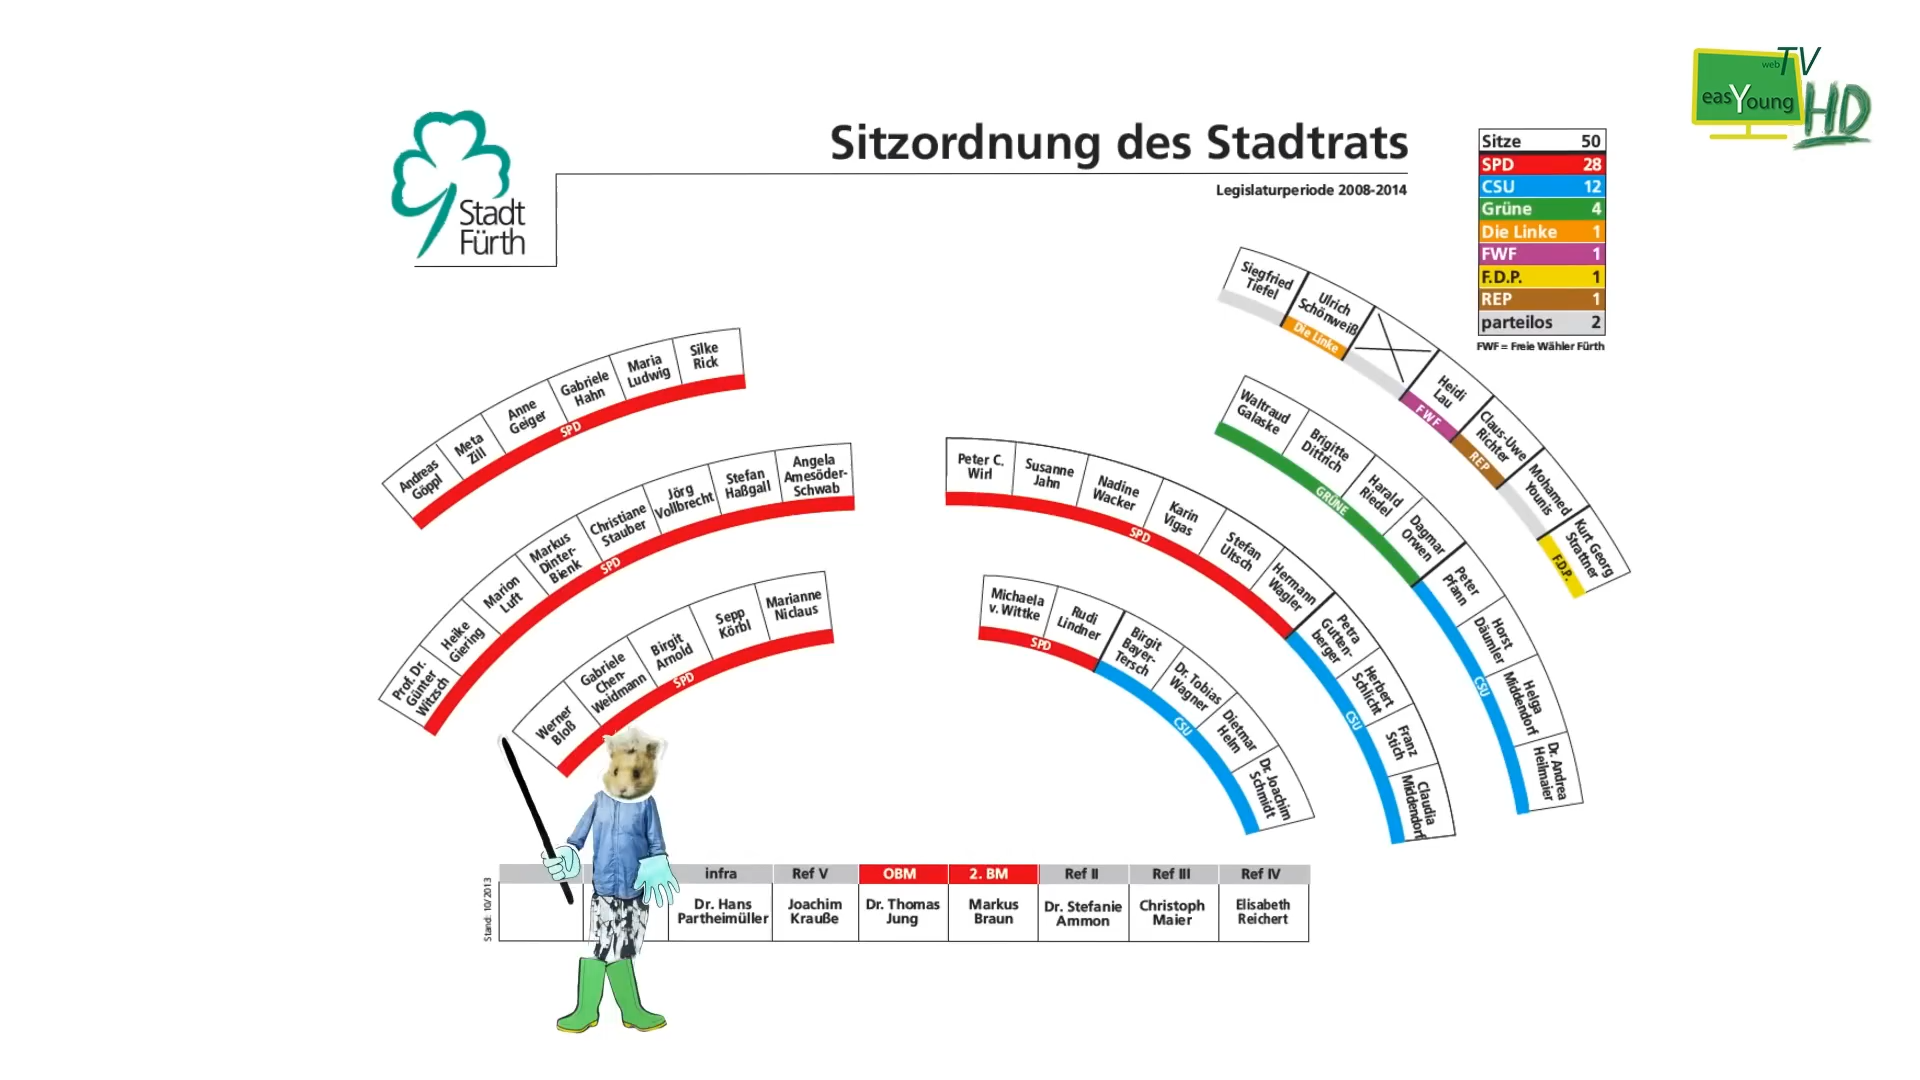 web TV
easYoung HD
Stadt
Fürth
Sitzordnung des Stadtrats
Legislaturperiode 2008-2014
Sitze 50
SPD 28
CSU 12
Grüne 4
Die Linke 1
FWF 1
F.D.P. 1
REP 1
parteilos 2
FWF = Freie Wähler Fürth
Andreas
Göppl
Meta
Zill
Anne
Geiger
Gabriele
Hahn
Maria
Ludwig
Silke
Rick
SPD
Prof. Dr.
Günter
Witzsch
Heike
Giering
Marion
Luft
Markus
Dinter-
Bienk
Christiane
Stauber
Jörg
Vollbrecht
Stefan
Haßgall
Angela
Amesöder-
Schwab
SPD
Werner
Bloß
Gabriele
Chen-
Weidmann
Birgit
Arnold
Sepp
Körbl
Marianne
Niclaus
SPD
Siegfried
Tiefel
Ulrich
Schönweiß
Die Linke
Heidi
Lau
FWF
Claus-Uwe
Richter
REP
Mohamed
Younis
Kurt Georg
Strattner
F.D.P.
Waltraud
Galaske
Brigitte
Dittrich
Harald
Riedel
Dagmar
Orwen
GRÜNE
Peter
Pfann
Horst
Däumler
Helga
Middendorf
Dr. Andrea
Heilmaier
CSU
Peter C.
Wirl
Susanne
Jahn
Nadine
Wacker
Karin
Vigas
Stefan
Ultsch
Hermann
Wagler
SPD
Petra
Gutten-
berger
Herbert
Schlicht
Franz
Stich
Claudia
Middendorf
CSU
Michaela
v. Wittke
Rudi
Lindner
SPD
Birgit
Bayer-
Tersch
Dr. Tobias
Wagner
Dietmar
Helm
Dr. Joachim
Schmidt
CSU
Stand: 10/2013
infra Ref V OBM 2. BM Ref II Ref III Ref IV
Dr. Hans Joachim Dr. Thomas Markus Dr. Stefanie Christoph Elisabeth
Partheimüller Krauße Jung Braun Ammon Maier Reichert